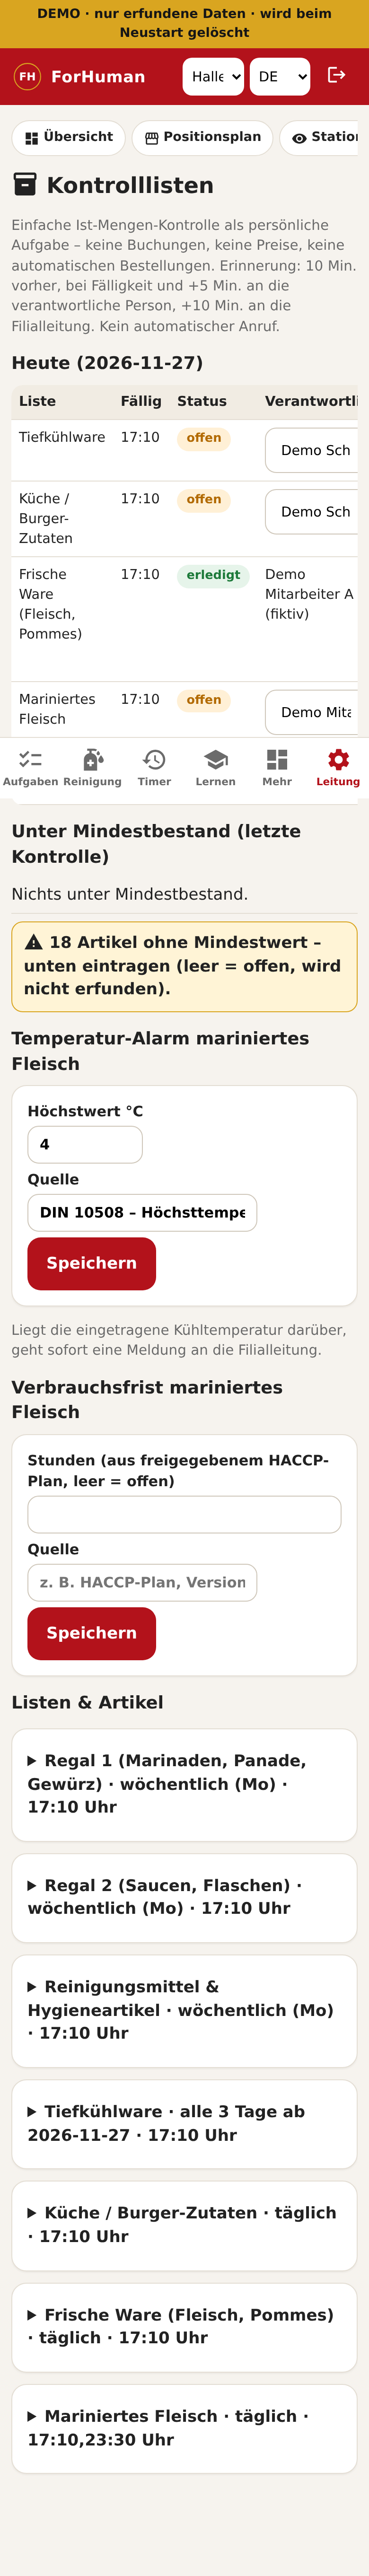 DEMO · nur erfundene Daten · wird beim
Neustart gelöscht
FH ForHuman Halle DE
Übersicht Positionsplan Station
Kontrolllisten
Einfache Ist-Mengen-Kontrolle als persönliche
Aufgabe – keine Buchungen, keine Preise, keine
automatischen Bestellungen. Erinnerung: 10 Min.
vorher, bei Fälligkeit und +5 Min. an die
verantwortliche Person, +10 Min. an die
Filialleitung. Kein automatischer Anruf.
Heute (2026-11-27)
Liste Fällig Status Verantwortli
Tiefkühlware 17:10 offen Demo Sch
Küche / 17:10 offen Demo Sch
Burger-
Zutaten
Frische 17:10 erledigt Demo
Ware Mitarbeiter A
(Fleisch, (fiktiv)
Pommes)
Mariniertes 17:10 offen Demo Mita
Fleisch
Aufgaben Reinigung Timer Lernen Mehr Leitung
Unter Mindestbestand (letzte
Kontrolle)
Nichts unter Mindestbestand.
18 Artikel ohne Mindestwert –
unten eintragen (leer = offen, wird
nicht erfunden).
Temperatur-Alarm mariniertes
Fleisch
Höchstwert °C
4
Quelle
DIN 10508 – Höchsttempe
Speichern
Liegt die eingetragene Kühltemperatur darüber,
geht sofort eine Meldung an die Filialleitung.
Verbrauchsfrist mariniertes
Fleisch
Stunden (aus freigegebenem HACCP-
Plan, leer = offen)
Quelle
z. B. HACCP-Plan, Version
Speichern
Listen & Artikel
Regal 1 (Marinaden, Panade,
Gewürz) · wöchentlich (Mo) ·
17:10 Uhr
Regal 2 (Saucen, Flaschen) ·
wöchentlich (Mo) · 17:10 Uhr
Reinigungsmittel &
Hygieneartikel · wöchentlich (Mo)
· 17:10 Uhr
Tiefkühlware · alle 3 Tage ab
2026-11-27 · 17:10 Uhr
Küche / Burger-Zutaten · täglich
· 17:10 Uhr
Frische Ware (Fleisch, Pommes)
· täglich · 17:10 Uhr
Mariniertes Fleisch · täglich ·
17:10,23:30 Uhr